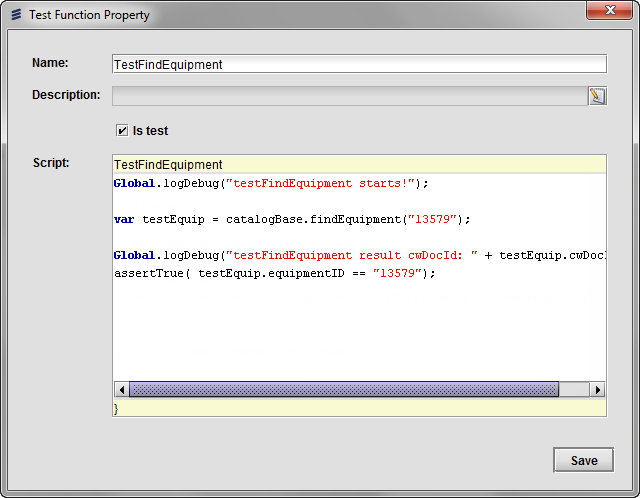 Test Function Property
Name:
TestFindEquipment
Description:
Is test
Script:
TestFindEquipment
Global.logDebug("testFindEquipment starts!");
var testEquip = catalogBase.findEquipment("13579");
Global.logDebug("testFindEquipment result cwDocId: " + testEquip.cwDoc
assertTrue( testEquip.equipmentID == "13579");
}
Save